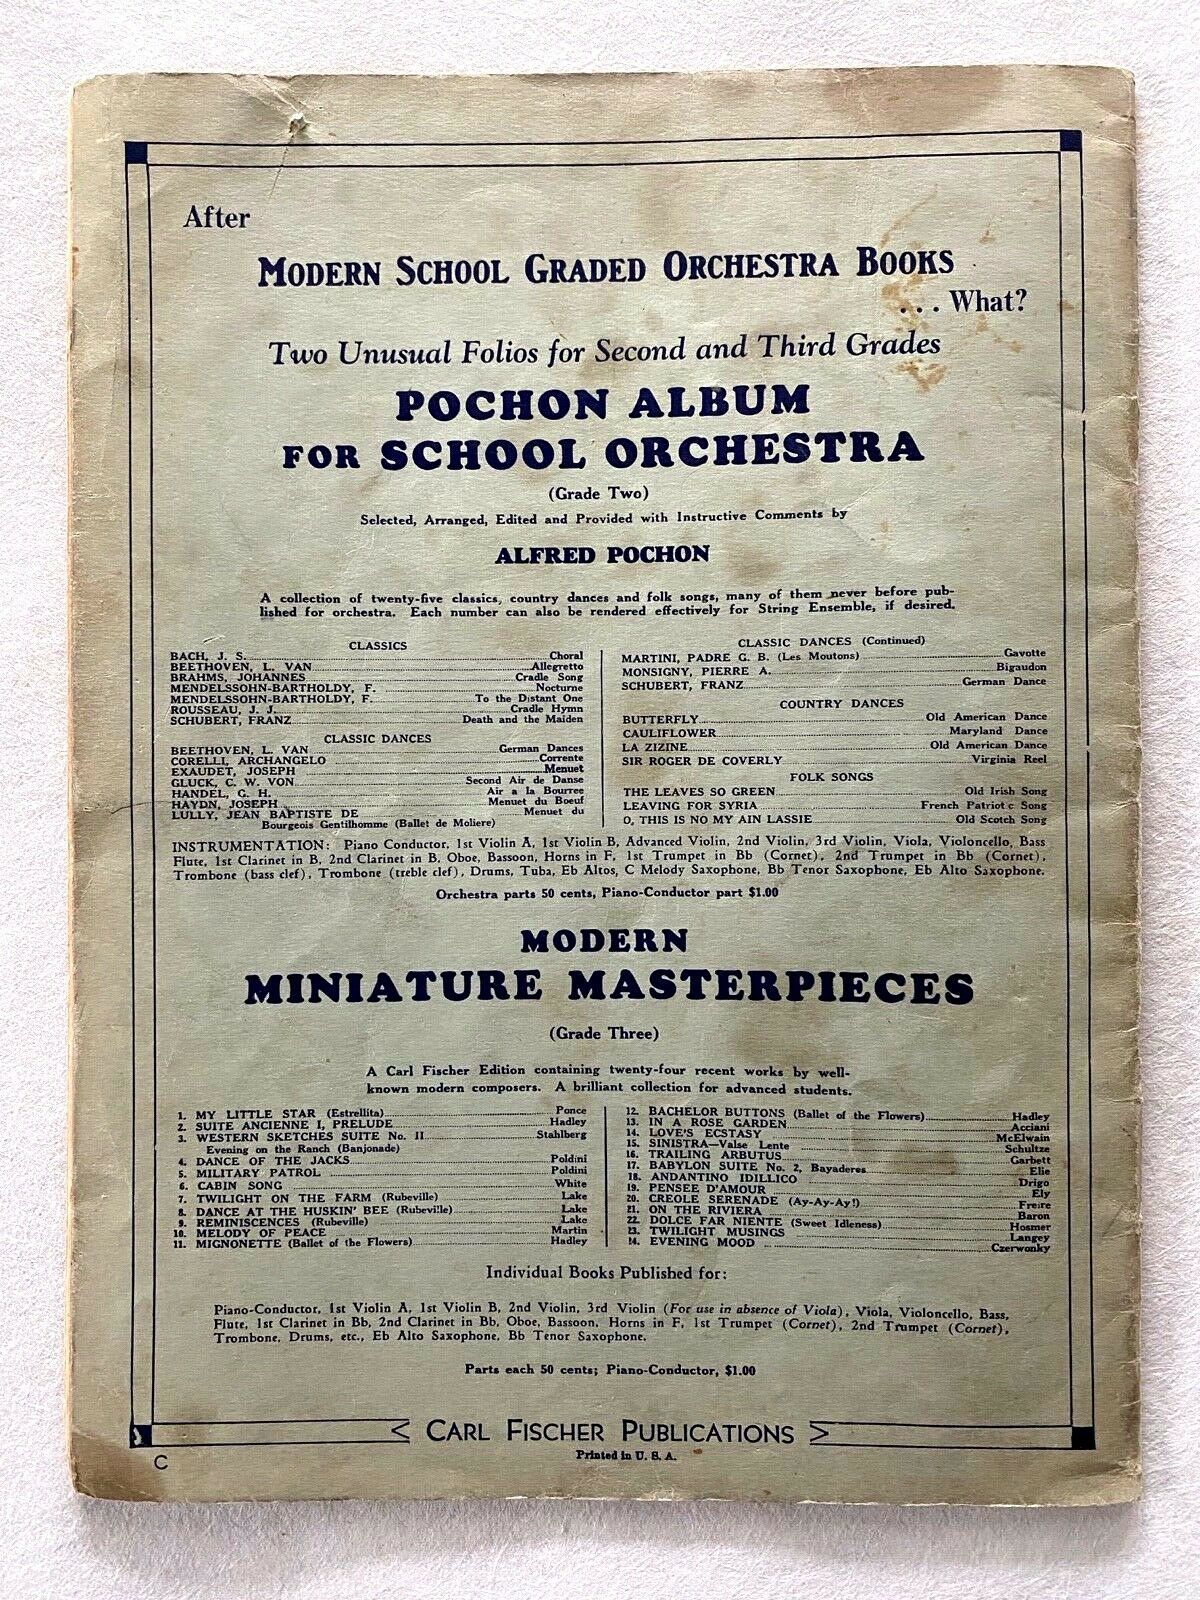 After
MODERN SCHOOL GRADED ORCHESTRA BOOKS
... What?
Two Unusual Folios for Second and Third Grades
POCHON ALBUM
FOR SCHOOL ORCHESTRA
(Grade Two)
Selected, Arranged, Edited and Provided with Instructive Comments by
ALFRED POCHON
A collection of twenty-five classics, country dances and folk songs, many of them never before pub-
lished for orchestra. Each number can also be rendered effectively for String Ensemble, if desired.
CLASSICS
BACH, J. S. Choral
BEETHOVEN, L. VAN Allegretto
BRAHMS, JOHANNES Cradle Song
MENDELSSOHN-BARTHOLDY, F. Nocturne
MENDELSSOHN-BARTHOLDY, F. To the Distant One
ROUSSEAU, J. J. Cradle Hymn
SCHUBERT, FRANZ Death and the Maiden
CLASSIC DANCES
BEETHOVEN, L. VAN German Dances
CORELLI, ARCHANGELO Corrente
EXAUDET, JOSEPH Menuet
GLUCK, C. W. VON Second Air de Danse
HANDEL, G. H. Air a la Bourree
HAYDN, JOSEPH Menuet du Boeuf
LULLY, JEAN BAPTISTE DE Menuet du
Bourgeois Gentilhomme (Ballet de Moliere)
CLASSIC DANCES (Continued)
MARTINI, PADRE G. B. (Les Moutons) Gavotte
MONSIGNY, PIERRE A. Bigaudon
SCHUBERT, FRANZ German Dance
COUNTRY DANCES
BUTTERFLY Old American Dance
CAULIFLOWER Maryland Dance
LA ZIZINE Old American Dance
SIR ROGER DE COVERLY Virginia Reel
FOLK SONGS
THE LEAVES SO GREEN Old Irish Song
LEAVING FOR SYRIA French Patriotic Song
O, THIS IS NO MY AIN LASSIE Old Scotch Song
INSTRUMENTATION: Piano Conductor, 1st Violin A, 1st Violin B, Advanced Violin, 2nd Violin, 3rd Violin, Viola, Violoncello, Bass
Flute, 1st Clarinet in B, 2nd Clarinet in B, Oboe, Bassoon, Horns in F, 1st Trumpet in Bb (Cornet), 2nd Trumpet in Bb (Cornet),
Trombone (bass clef), Trombone (treble clef), Drums, Tuba, Eb Altos, C Melody Saxophone, Bb Tenor Saxophone, Eb Alto Saxophone.
Orchestra parts 50 cents, Piano-Conductor part $1.00
MODERN
MINIATURE MASTERPIECES
(Grade Three)
A Carl Fischer Edition containing twenty-four recent works by well-
known modern composers. A brilliant collection for advanced students.
1. MY LITTLE STAR (Estrellita) Ponce
2. SUITE ANCIENNE I, PRELUDE Hadley
3. WESTERN SKETCHES SUITE No. II Stahlberg
Evening on the Ranch (Banjonade)
4. DANCE OF THE JACKS Poldini
5. MILITARY PATROL Poldini
6. CABIN SONG White
7. TWILIGHT ON THE FARM (Rubeville) Lake
8. DANCE AT THE HUSKIN' BEE (Rubeville) Lake
9. REMINISCENCES (Rubeville) Lake
10. MELODY OF PEACE Martin
11. MIGNONETTE (Ballet of the Flowers) Hadley
12. BACHELOR BUTTONS (Ballet of the Flowers) Hadley
13. IN A ROSE GARDEN Acciani
14. LOVE'S ECSTASY McElwain
15. SINISTRA—Valse Lente Schultze
16. TRAILING ARBUTUS Garbett
17. BABYLON SUITE No. 2, Bayaderes Elie
18. ANDANTINO IDILLICO Drigo
19. PENSEE D'AMOUR Ely
20. CREOLE SERENADE (Ay-Ay-Ay!) Freire
21. ON THE RIVIERA Baron
22. DOLCE FAR NIENTE (Sweet Idleness) Hosmer
23. TWILIGHT MUSINGS Langey
24. EVENING MOOD Czerwonky
Individual Books Published for:
Piano-Conductor, 1st Violin A, 1st Violin B, 2nd Violin, 3rd Violin (For use in absence of Viola), Viola, Violoncello, Bass,
Flute, 1st Clarinet in Bb, 2nd Clarinet in Bb, Oboe, Bassoon, Horns in F, 1st Trumpet (Cornet), 2nd Trumpet (Cornet),
Trombone, Drums, etc., Eb Alto Saxophone, Bb Tenor Saxophone.
Parts each 50 cents; Piano-Conductor, $1.00
CARL FISCHER PUBLICATIONS
Printed in U. S. A.
C